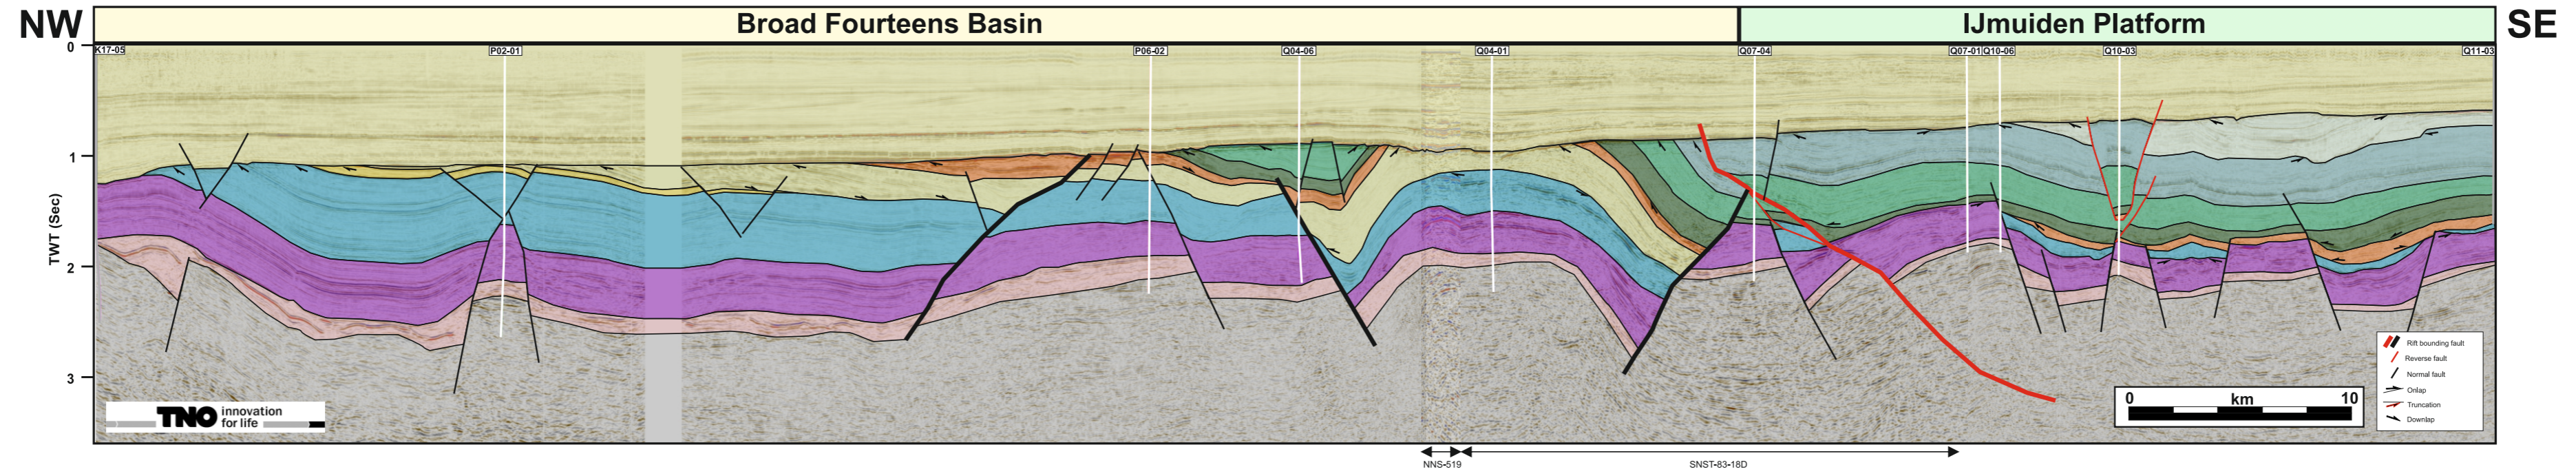 NW
Broad Fourteens Basin
IJmuiden Platform
SE
0
K17-05
P02-01
P06-02
Q04-06
Q04-01
Q07-04
Q07-01
Q10-06
Q10-03
Q11-03
1
TWT (Sec)
2
3
TNO innovation
for life
Rift bounding fault
Reverse fault
Normal fault
Onlap
Truncation
Downlap
0 km 10
NNS-519
SNST-83-18D